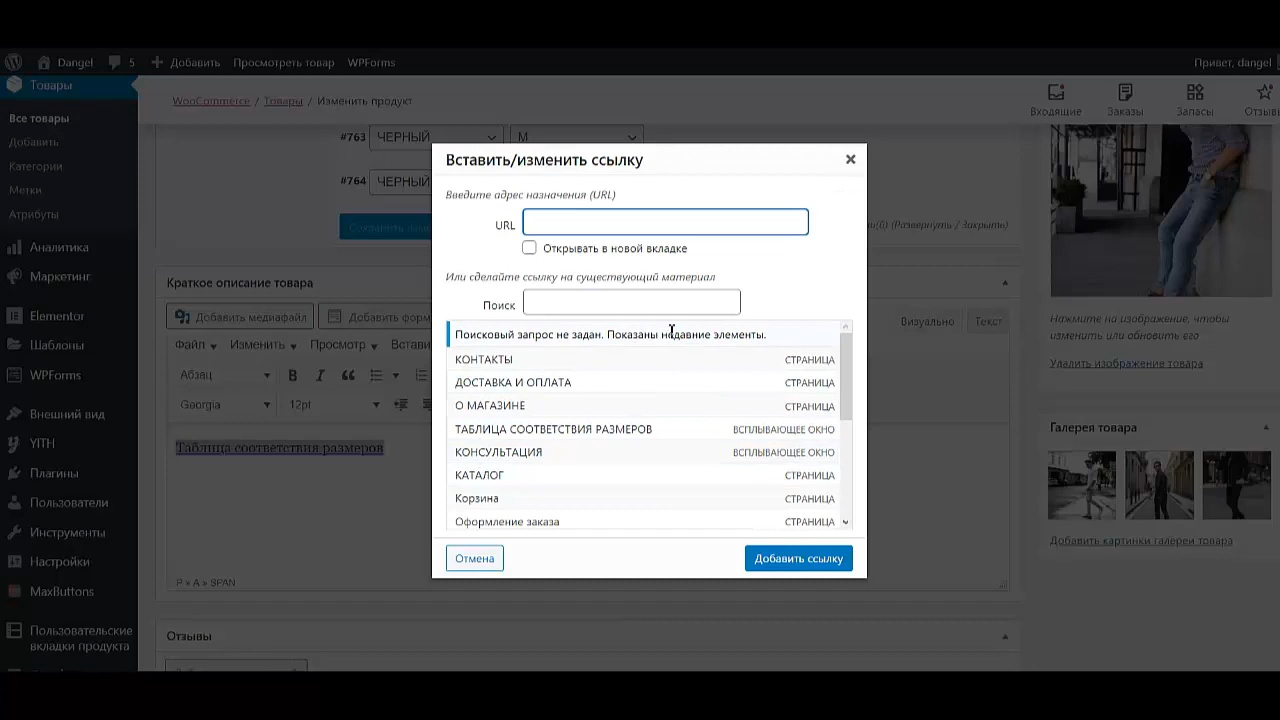 Dangel 5 Добавить Просмотреть товар WPForms Привет, dangel
Товары
Все товары
Добавить
Категории
Метки
Атрибуты
Аналитика
Маркетинг
Elementor
Шаблоны
WPForms
Внешний вид
YITH
Плагины
Пользователи
Инструменты
Настройки
MaxButtons
Пользовательские
вкладки продукта
WooCommerce / Товары / Изменить продукт
Входящие Заказы Запасы
#763 ЧЕРНЫЙ M
#764 ЧЕРНЫЙ
(Развернуть / Закрыть)
Краткое описание товара
Добавить медиафайл Добавить форм
Визуально Текст
Файл Изменить Просмотр Встави
Абзац
Georgia 12pt
Таблица соответствия размеров
P » A » SPAN
Отзывы
Вставить/изменить ссылку
Введите адрес назначения (URL)
URL
Открывать в новой вкладке
Или сделайте ссылку на существующий материал
Поиск
Поисковый запрос не задан. Показаны недавние элементы.
КОНТАКТЫ СТРАНИЦА
ДОСТАВКА И ОПЛАТА СТРАНИЦА
О МАГАЗИНЕ СТРАНИЦА
ТАБЛИЦА СООТВЕТСТВИЯ РАЗМЕРОВ ВСПЛЫВАЮЩЕЕ ОКНО
КОНСУЛЬТАЦИЯ ВСПЛЫВАЮЩЕЕ ОКНО
КАТАЛОГ СТРАНИЦА
Корзина СТРАНИЦА
Оформление заказа СТРАНИЦА
Отмена Добавить ссылку
Нажмите на изображение, чтобы
изменить или обновить его
Удалить изображение товара
Галерея товара
Добавить картинки галереи товара